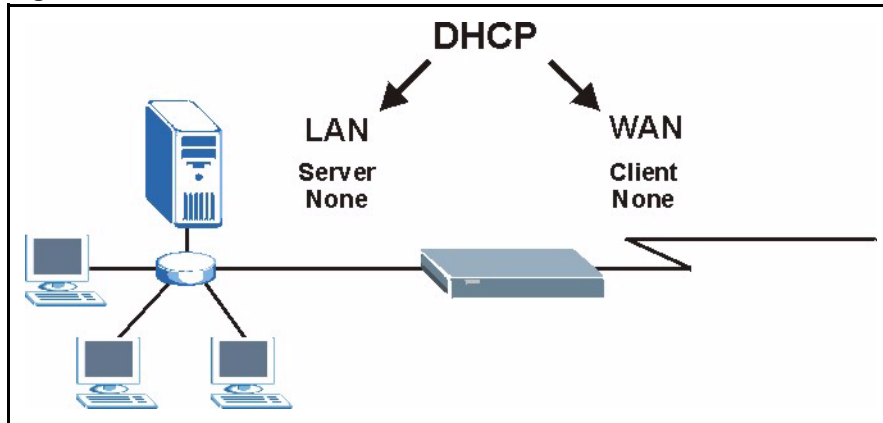 DHCP
LAN
Server
None
WAN
Client
None